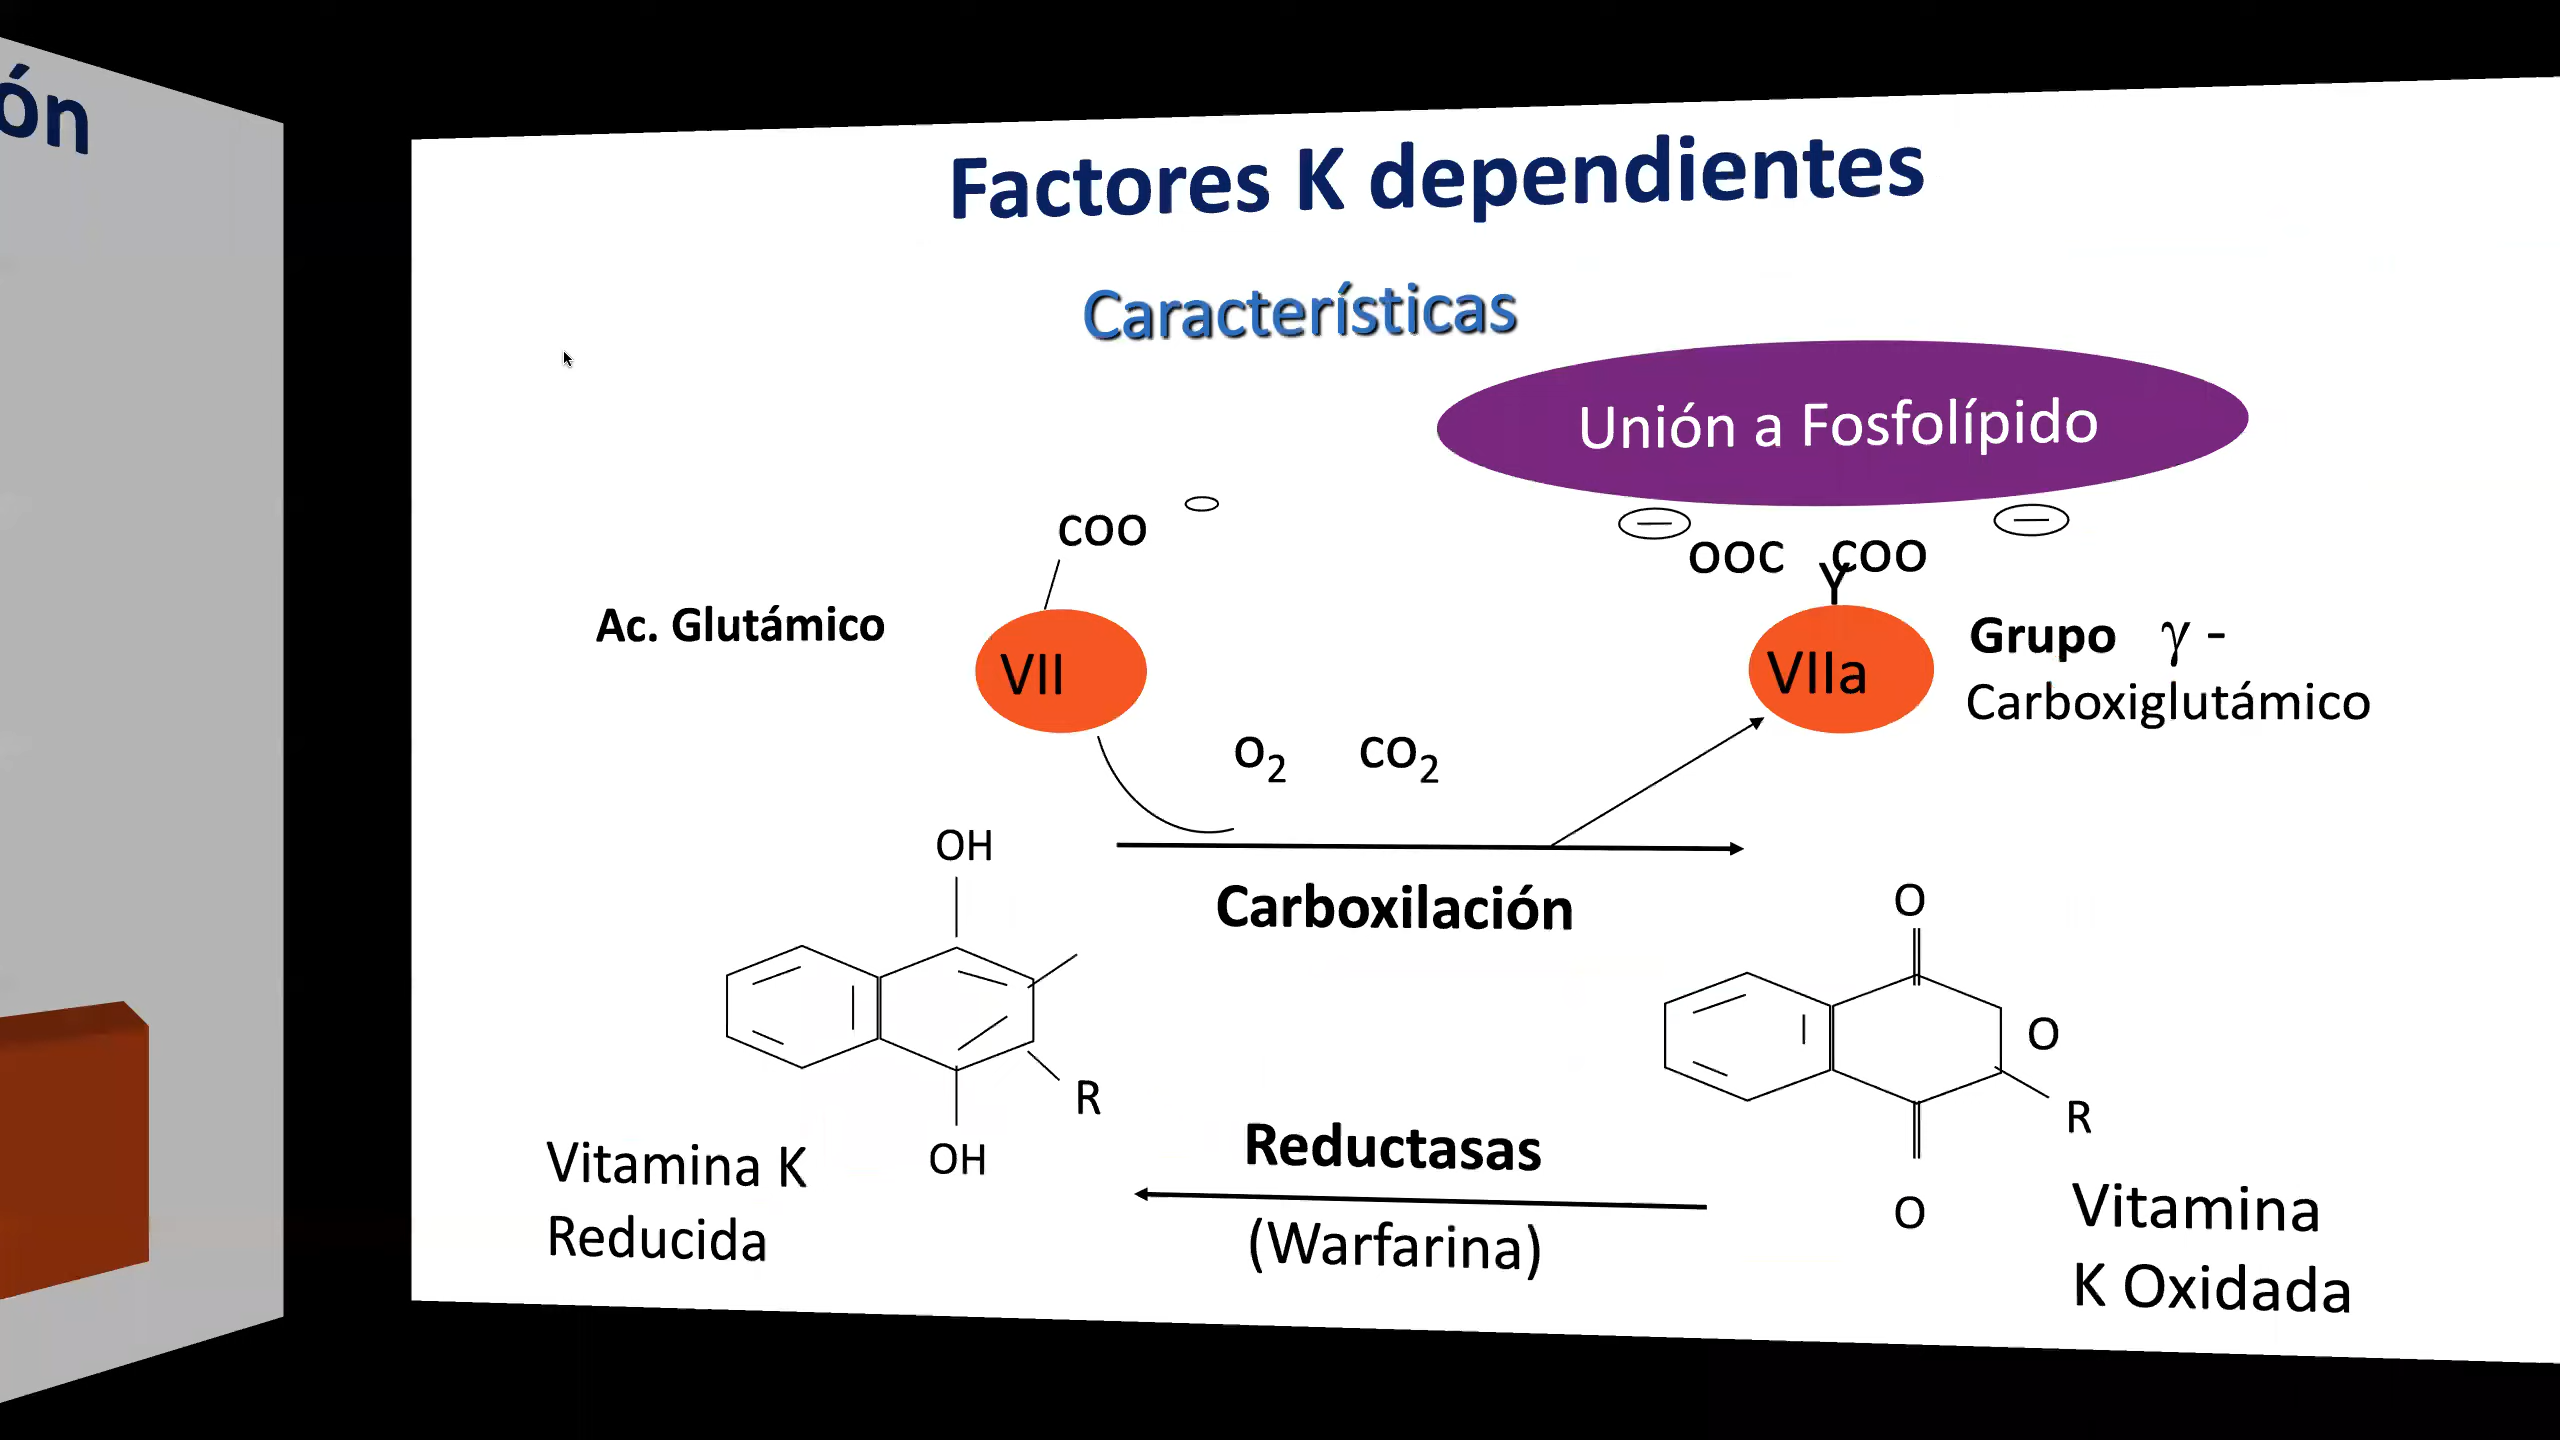 ón
Factores K dependientes
Características
Unión a Fosfolípido
COO
OOC COO
Y
Ac. Glutámico
VII
VIIa
Grupo γ -
Carboxiglutámico
O₂ CO₂
OH
Carboxilación
O
O
R
R
Reductasas
OH
Vitamina K
Reducida
(Warfarina)
O
Vitamina
K Oxidada